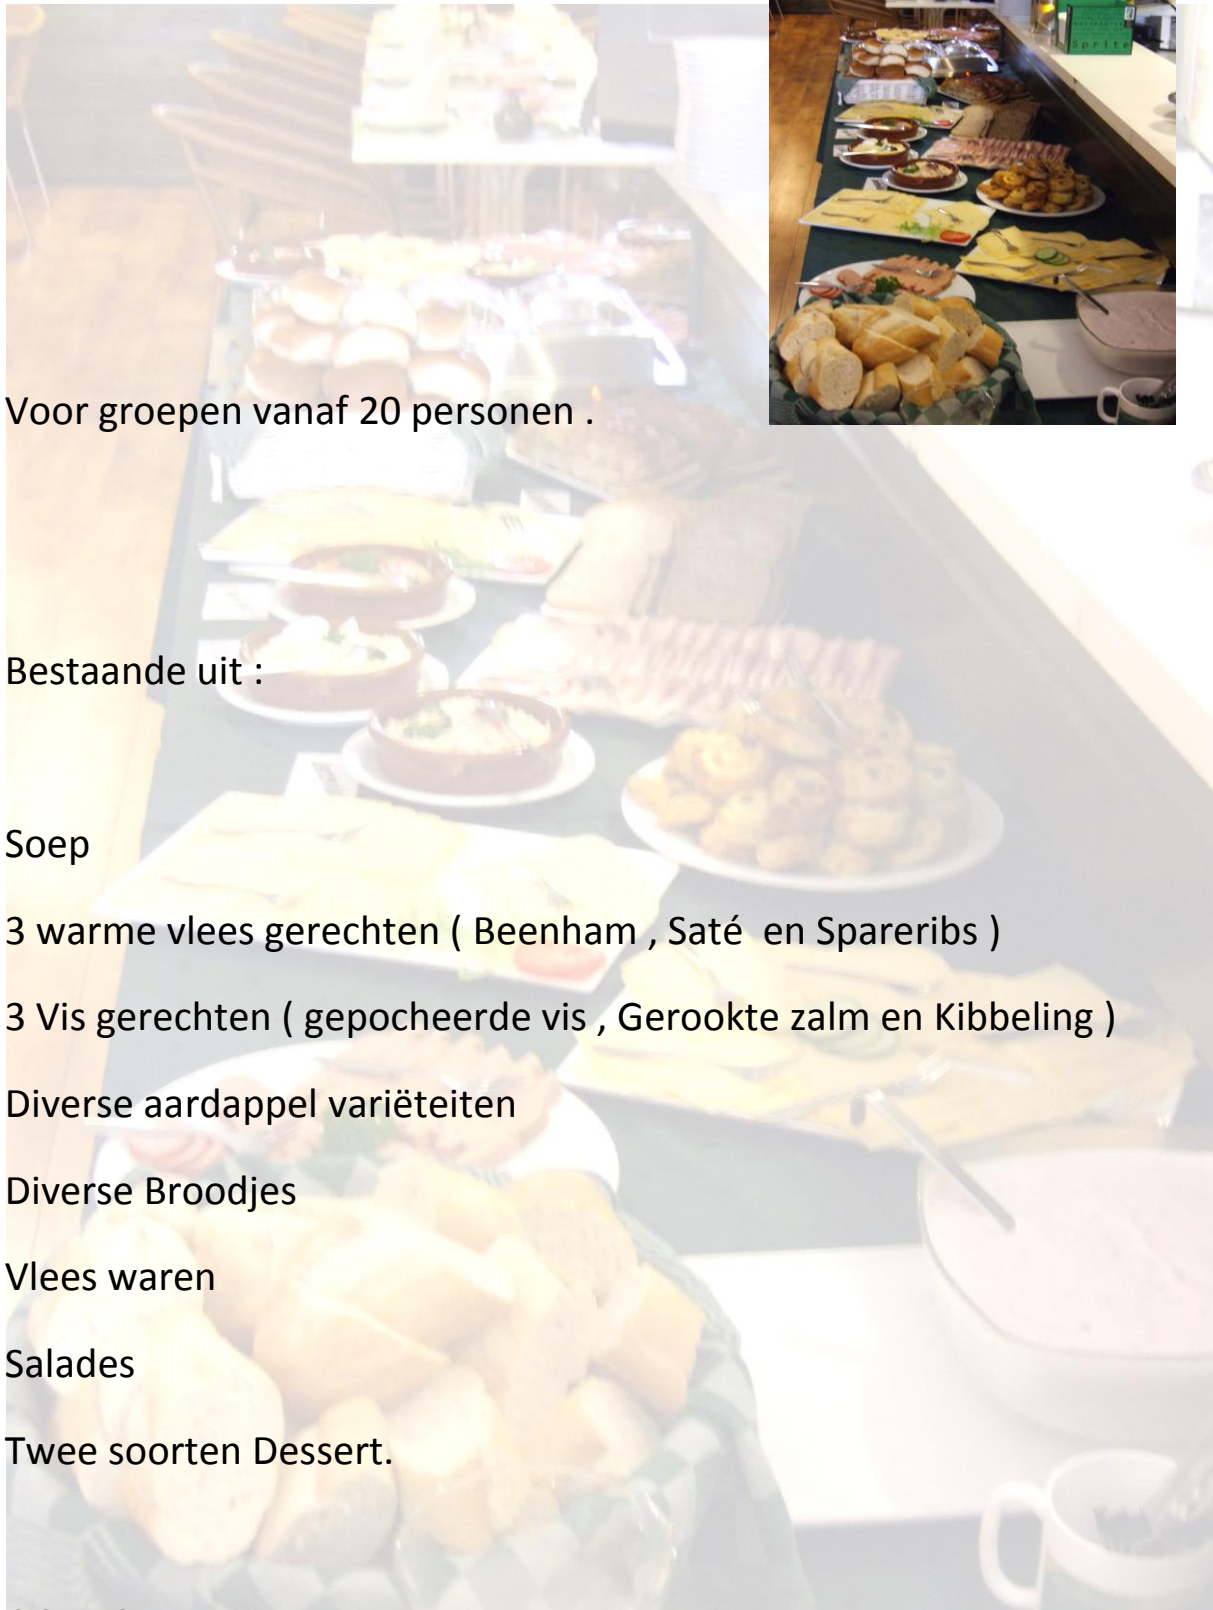 Sprite
Voor groepen vanaf 20 personen .
Bestaande uit :
Soep
3 warme vlees gerechten ( Beenham , Saté  en Spareribs )
3 Vis gerechten ( gepocheerde vis , Gerookte zalm en Kibbeling )
Diverse aardappel variëteiten
Diverse Broodjes
Vlees waren
Salades
Twee soorten Dessert.